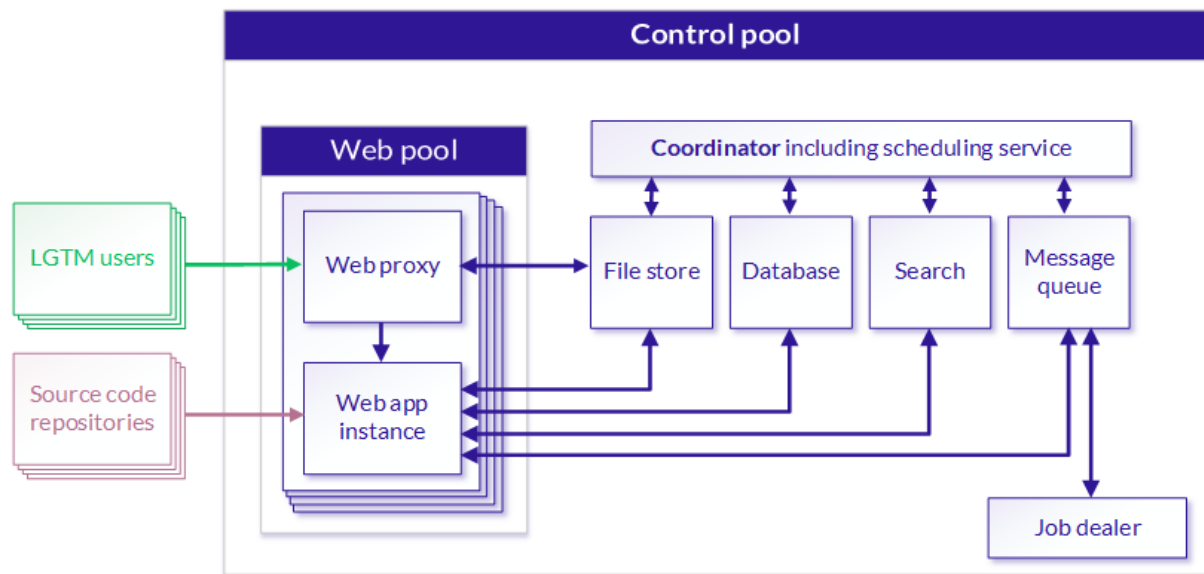 Control pool
Web pool
Coordinator including scheduling service
LGTM users
Web proxy
File store
Database
Search
Message
queue
Source code
repositories
Web app
instance
Job dealer